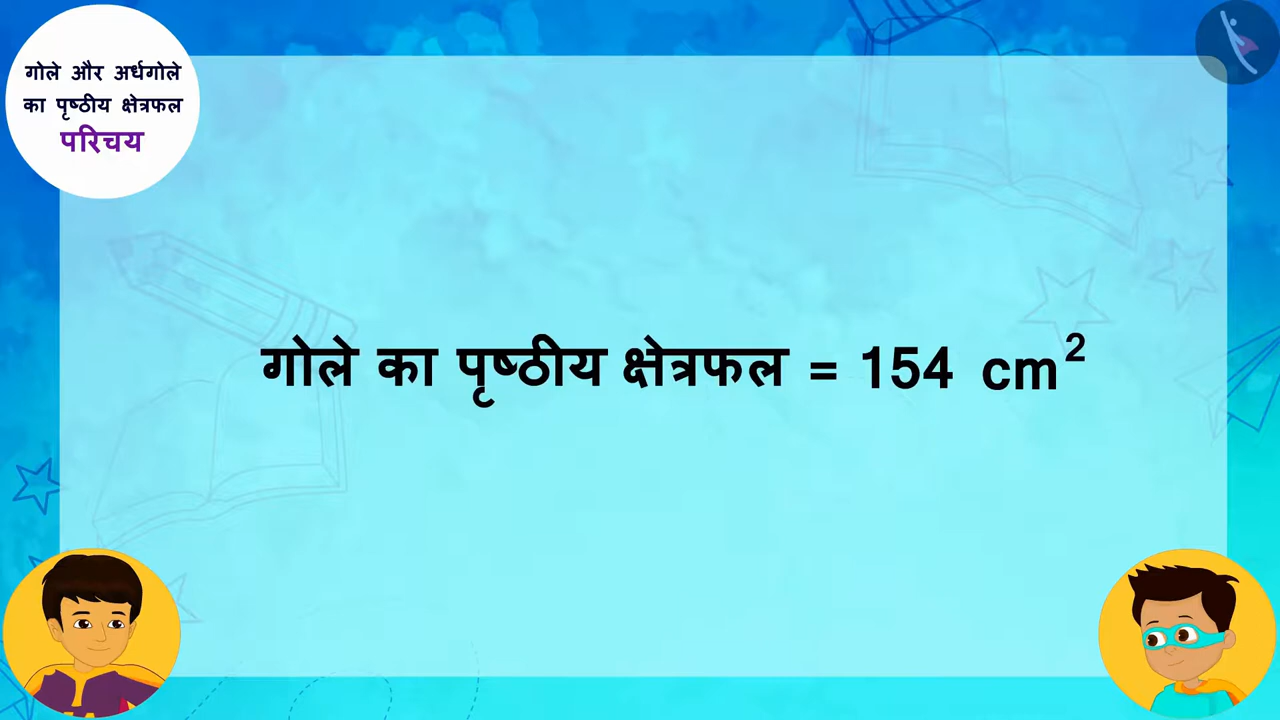 गोले और अर्धगोले
का पृष्ठीय क्षेत्रफल
परिचय
गोले का पृष्ठीय क्षेत्रफल = 154 cm²